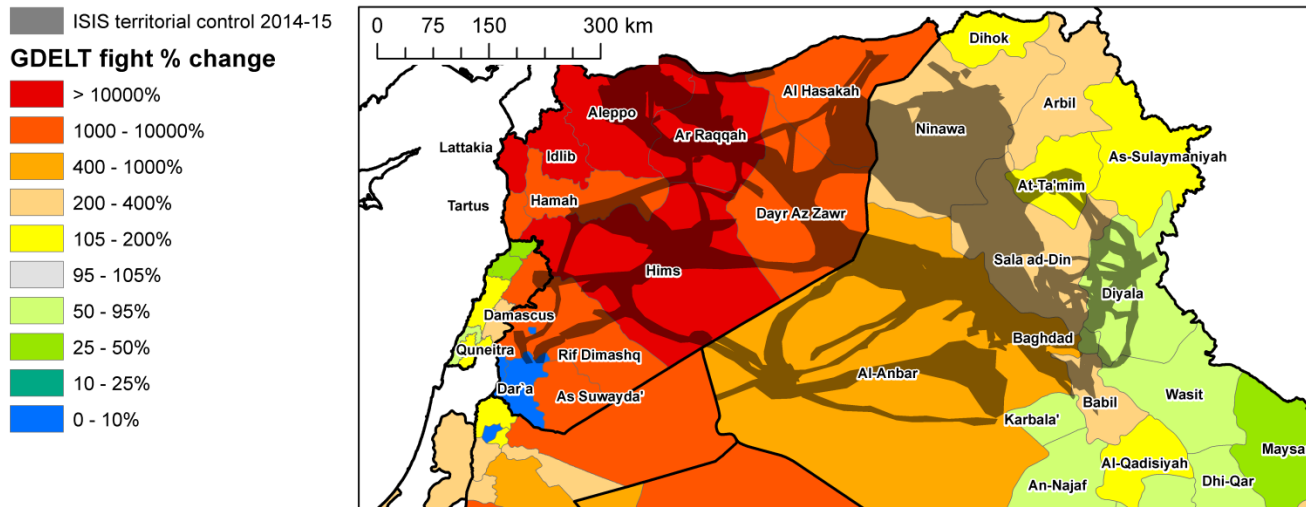 ISIS territorial control 2014-15
GDELT fight % change
> 10000%
1000 - 10000%
400 - 1000%
200 - 400%
105 - 200%
95 - 105%
50 - 95%
25 - 50%
10 - 25%
0 - 10%
0 75 150 300 km
Dihok
Al Hasakah
Arbil
Aleppo
Ar Raqqah
Ninawa
Lattakia
Idlib
As-Sulaymaniyah
At-Ta'mim
Hamah
Tartus
Dayr Az Zawr
Sala ad-Din
Hims
Diyala
Damascus
Baghdad
Quneitra
Rif Dimashq
Al-Anbar
Dar`a
As Suwayda'
Wasit
Babil
Karbala'
Maysa
Al-Qadisiyah
An-Najaf
Dhi-Qar